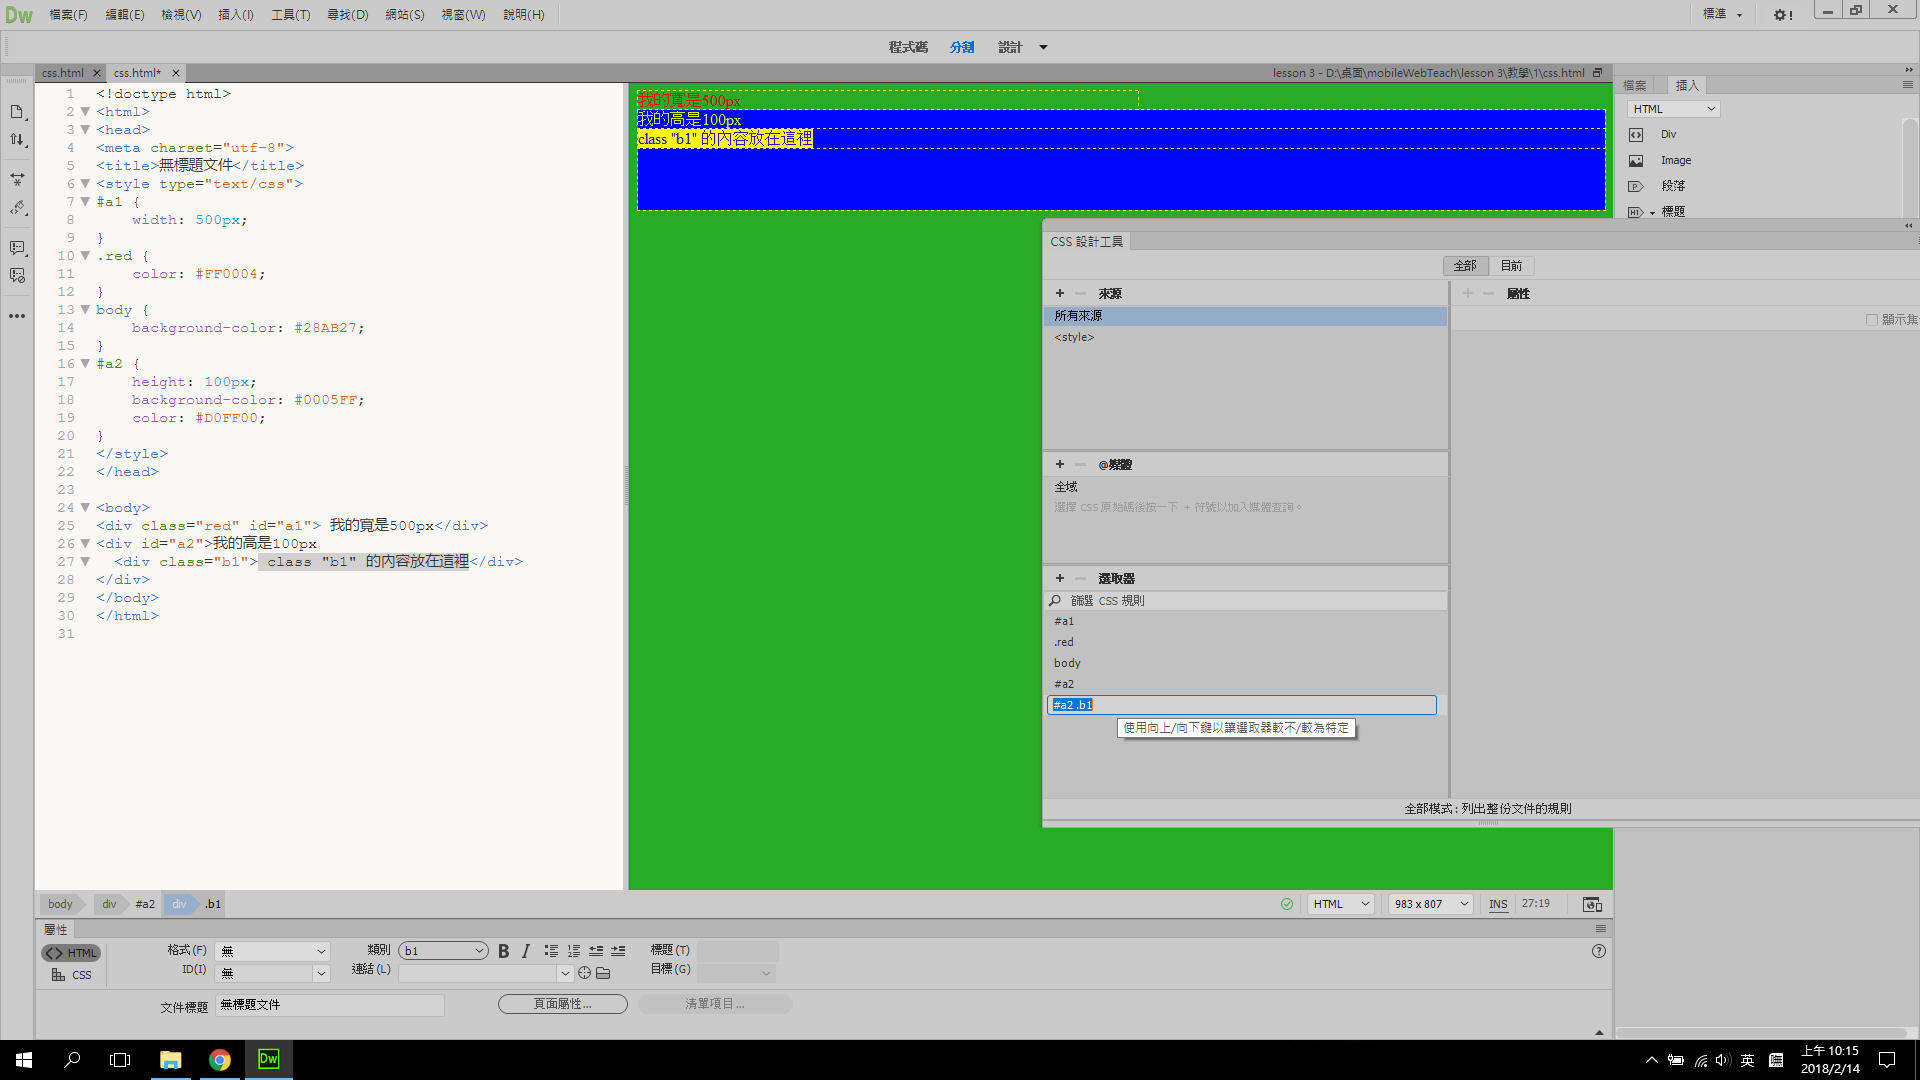 Dw 檔案(F) 編輯(E) 檢視(V) 插入(I) 工具(T) 尋找(D) 網站(S) 視窗(W) 說明(H) 標準
程式碼 分割 設計
css.html × css.html* × lesson 3 - D:\桌面\mobileWebTeach\lesson 3\教學\1\css.html
1 <!doctype html>
2 <html>
3 <head>
4 <meta charset="utf-8">
5 <title>無標題文件</title>
6 <style type="text/css">
7 #a1 {
8 width: 500px;
9 }
10 .red {
11 color: #FF0004;
12 }
13 body {
14 background-color: #28AB27;
15 }
16 #a2 {
17 height: 100px;
18 background-color: #0005FF;
19 color: #D0FF00;
20 }
21 </style>
22 </head>
23
24 <body>
25 <div class="red" id="a1"> 我的寬是500px</div>
26 <div id="a2">我的高是100px
27 <div class="b1"> class "b1" 的內容放在這裡</div>
28 </div>
29 </body>
30 </html>
31
我的寬是500px
我的高是100px
class "b1" 的內容放在這裡
檔案 插入
HTML
Div
Image
段落
標題
CSS 設計工具
全部 目前
+ − 來源
所有來源
<style>
+ − @媒體
全域
選擇 CSS 原始碼後按一下 + 符號以加入媒體查詢。
+ − 選取器
篩選 CSS 規則
#a1
.red
body
#a2
#a2 .b1
使用向上/向下鍵以讓選取器較不/較為特定
+ − 屬性
顯示集
全部模式 : 列出整份文件的規則
body div #a2 div .b1 HTML 983 x 807 INS 27:19
屬性
<> HTML 格式(F) 無 類別 b1 B I 標題(T)
CSS ID(I) 無 連結(L) 目標(G)
文件標題 無標題文件 頁面屬性... 清單項目...
Dw 英 上午 10:15
2018/2/14